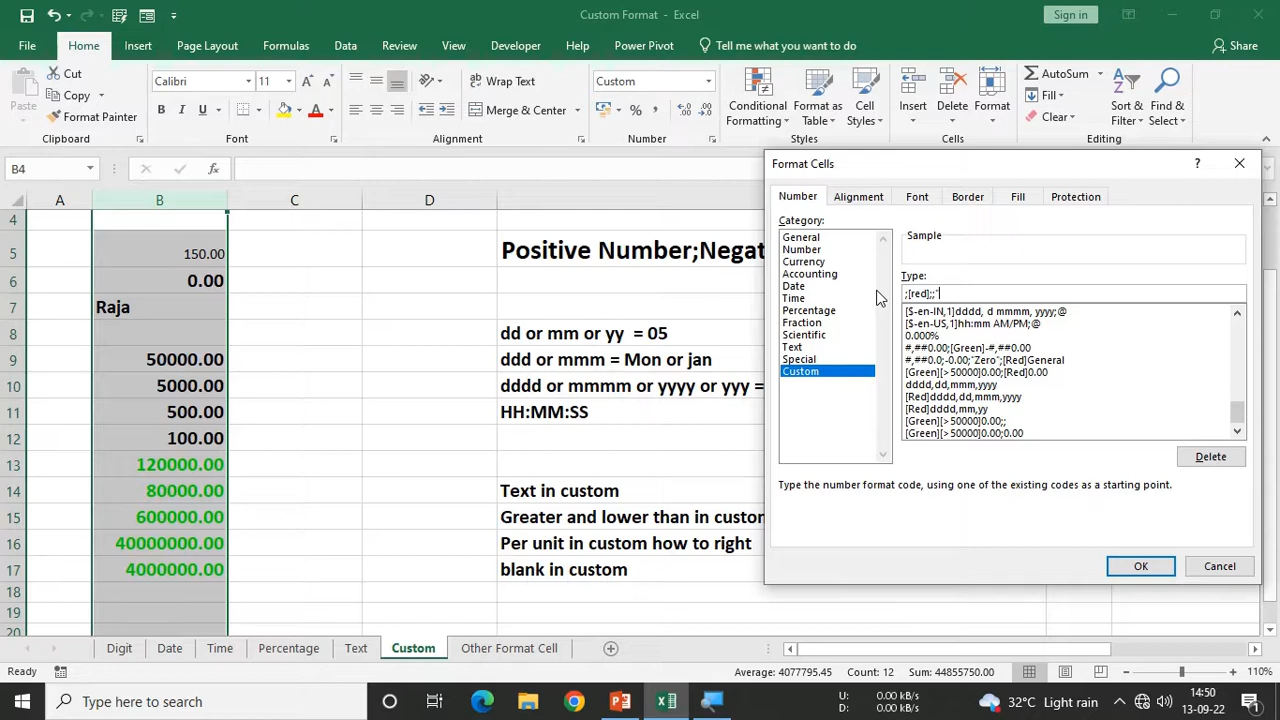 Custom Format - Excel
Sign in
File Home Insert Page Layout Formulas Data Review View Developer Help Power Pivot Tell me what you want to do Share
Paste
Cut
Copy
Format Painter
Clipboard
Calibri 11
Font
Wrap Text
Merge & Center
Alignment
Custom
Number
Conditional Formatting
Format as Table
Cell Styles
Styles
Insert Delete Format
Cells
AutoSum
Fill
Clear
Sort & Filter
Find & Select
Editing
B4
A B C D
4
5 150.00 Positive Number;Negat
6 0.00
7 Raja
8 dd or mm or yy = 05
9 50000.00 ddd or mmm = Mon or jan
10 5000.00 dddd or mmmm or yyyy or yyy =
11 500.00 HH:MM:SS
12 100.00
13 120000.00
14 80000.00 Text in custom
15 600000.00 Greater and lower than in custom
16 40000000.00 Per unit in custom how to right
17 4000000.00 blank in custom
18
19
20
Format Cells
Number Alignment Font Border Fill Protection
Category:
General
Number
Currency
Accounting
Date
Time
Percentage
Fraction
Scientific
Text
Special
Custom
Sample
Type:
;[red];;"
[$-en-IN,1]dddd, d mmmm, yyyy;@
[$-en-US,1]hh:mm AM/PM;@
0.000%
#,##0.00;[Green]-#,##0.00
#,##0.0;-0.00;"Zero";[Red]General
[Green][>50000]0.00;[Red]0.00
dddd,dd,mmm,yyyy
[Red]dddd,dd,mmm,yyyy
[Red]dddd,mm,yy
[Green][>50000]0.00;;
[Green][>50000]0.00;0.00
Delete
Type the number format code, using one of the existing codes as a starting point.
OK Cancel
Digit Date Time Percentage Text Custom Other Format Cell
Ready Average: 4077795.45 Count: 12 Sum: 44855750.00 110%
Type here to search
U: 0.00 kB/s
D: 0.00 kB/s
32°C Light rain
14:50
13-09-22